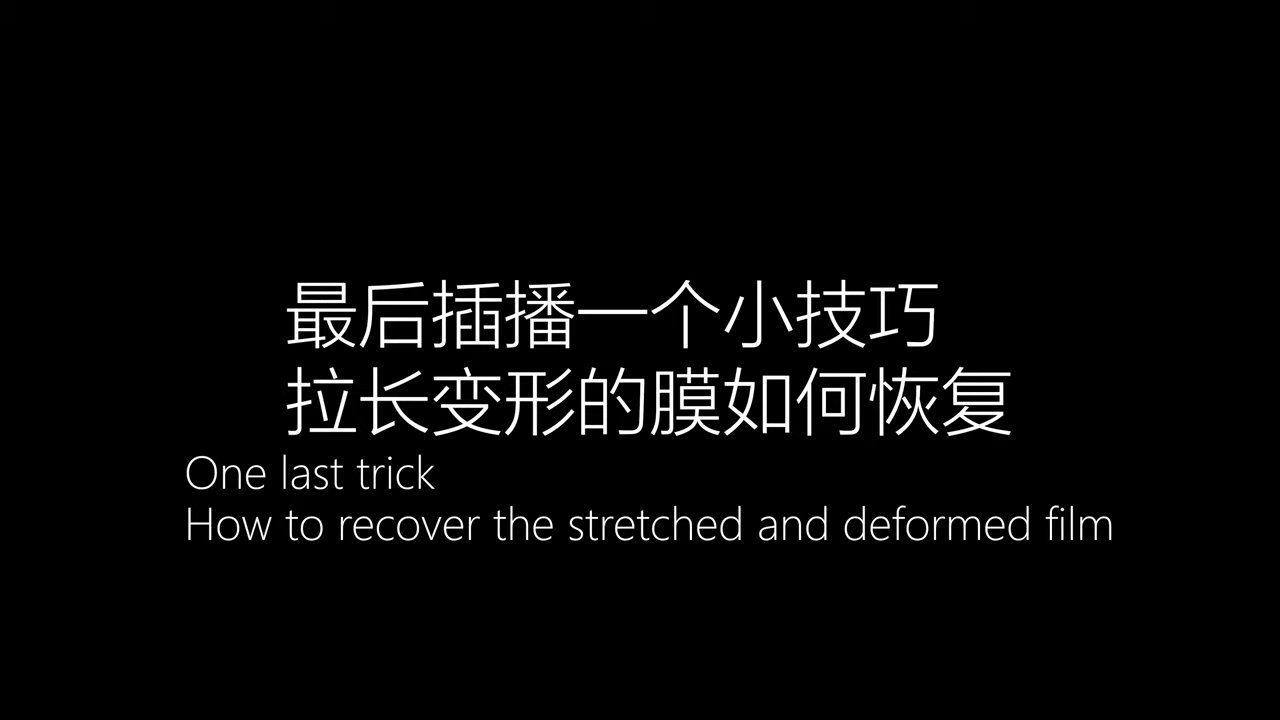 最后插播一个小技巧
拉长变形的膜如何恢复
One last trick
How to recover the stretched and deformed film